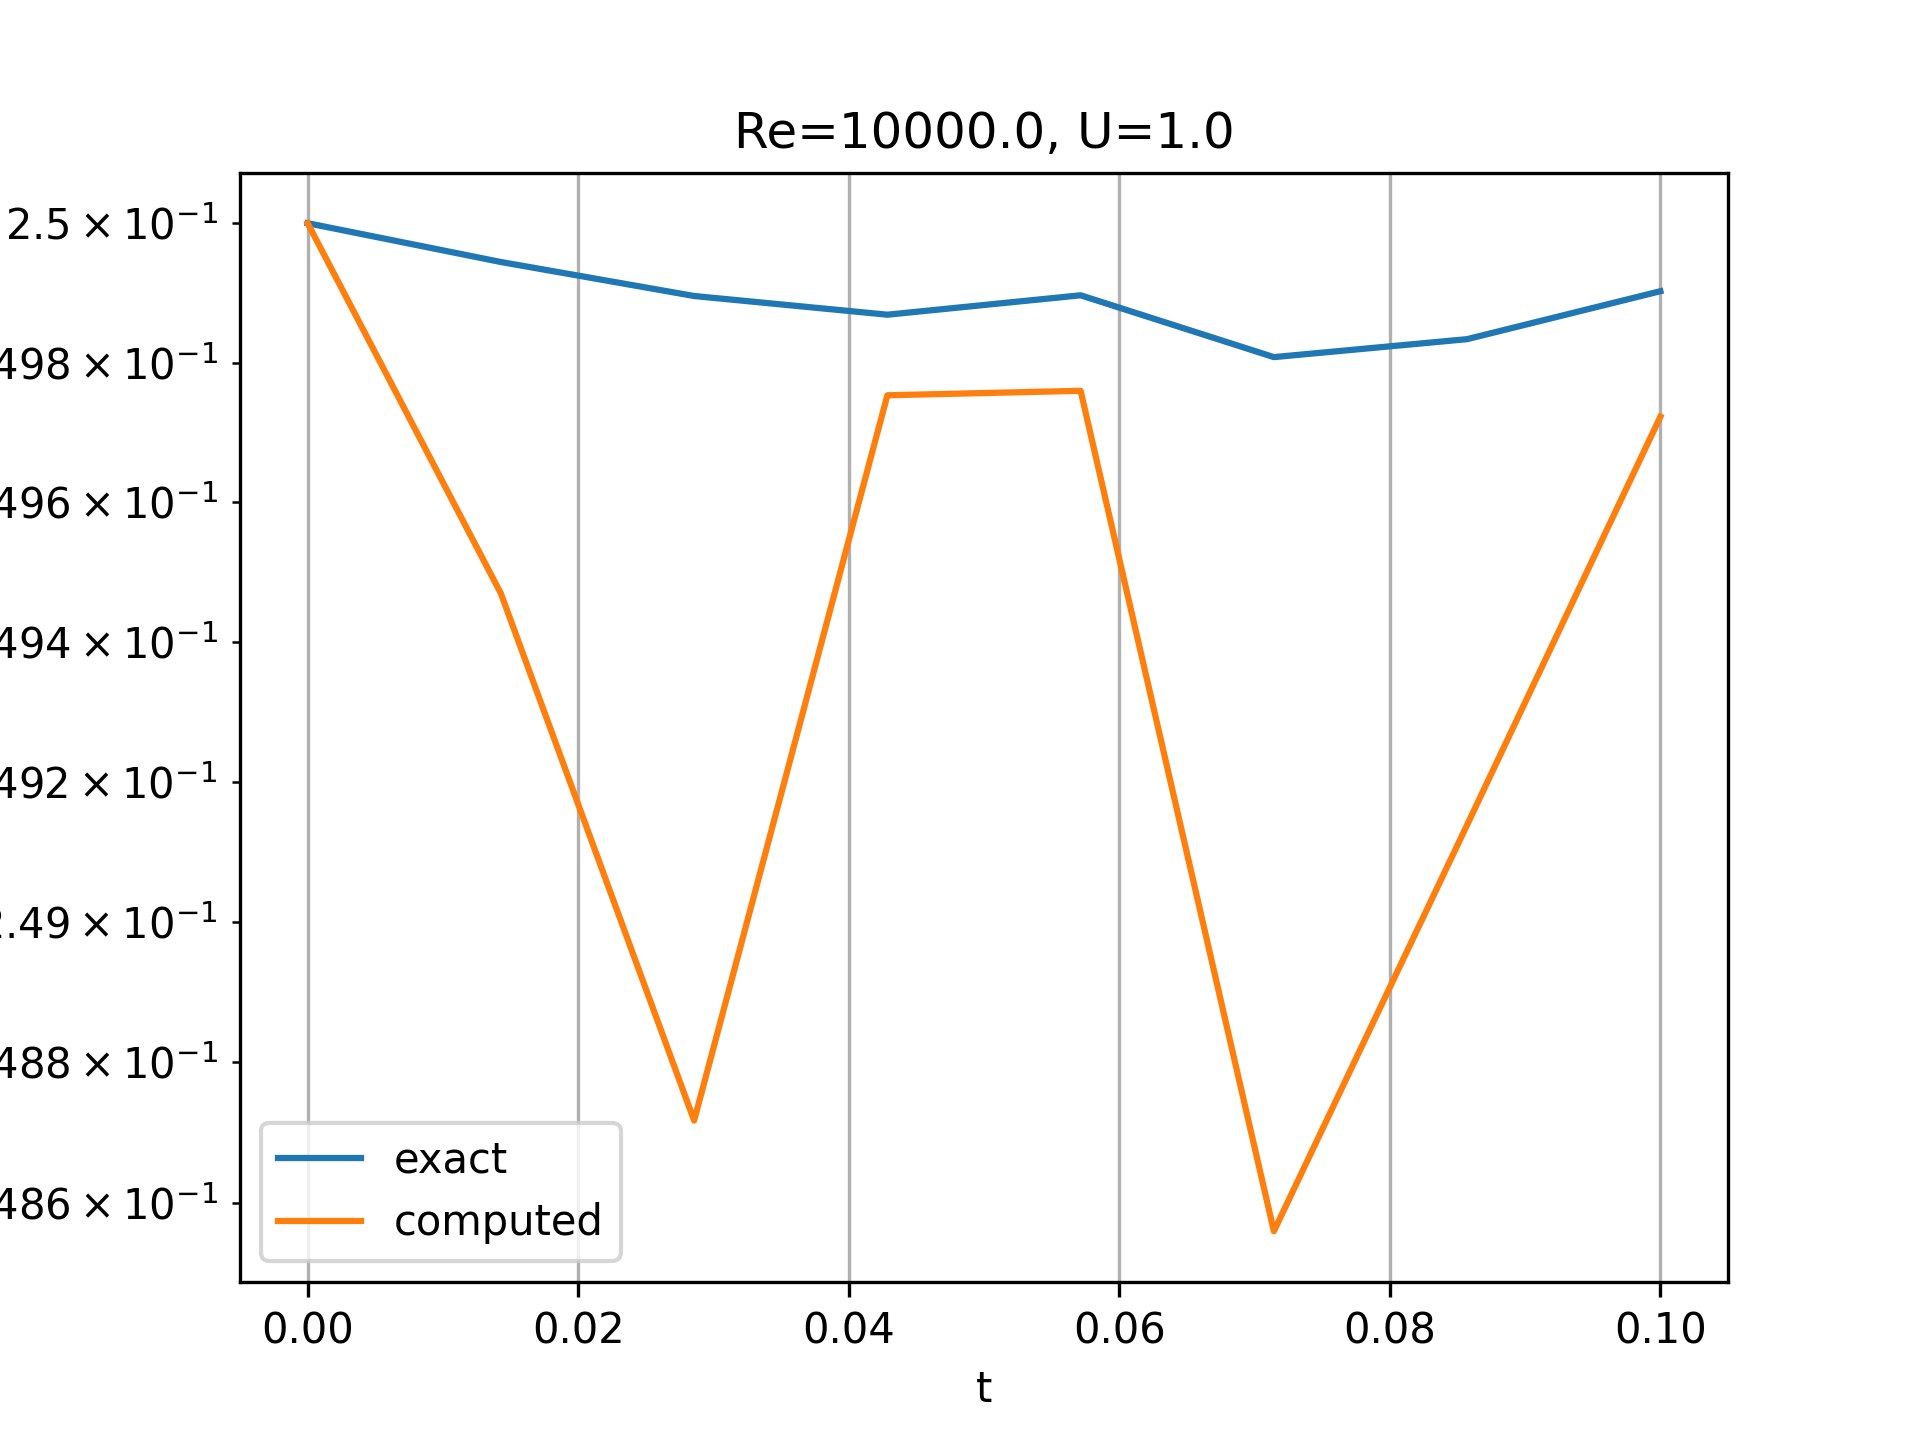 Re=10000.0, U=1.0
2.5 × 10⁻¹
498 × 10⁻¹
496 × 10⁻¹
494 × 10⁻¹
492 × 10⁻¹
.49 × 10⁻¹
488 × 10⁻¹
486 × 10⁻¹
exact
computed
0.00 0.02 0.04 0.06 0.08 0.10
t